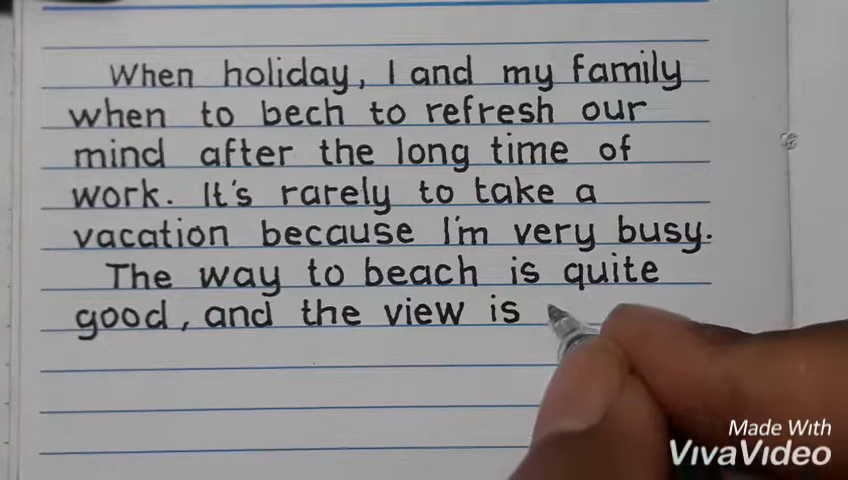 When holiday, I and my family
when to bech to refresh our
mind after the long time of
work. It's rarely to take a
vacation because I'm very busy.
The way to beach is quite
good, and the view is
Made With
VivaVideo